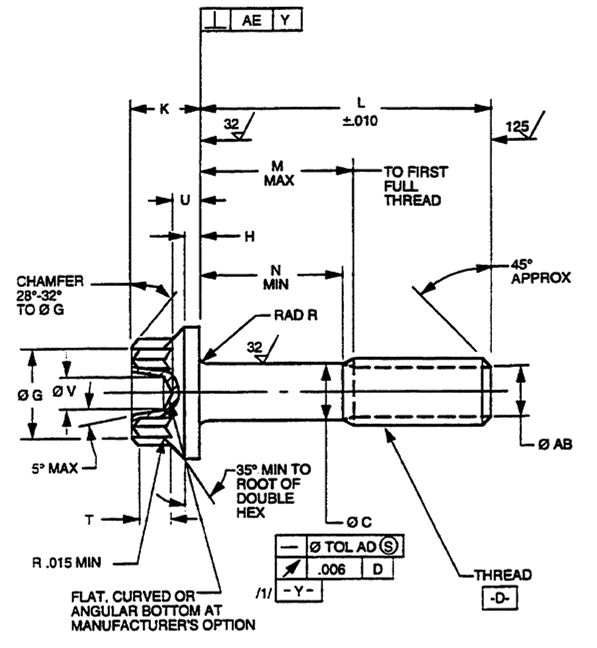 ⊥ AE Y
K
L
±.010
32
125
M
MAX
TO FIRST
FULL
THREAD
U
H
N
MIN
45°
APPROX
CHAMFER
28°-32°
TO Ø G
RAD R
32
Ø G
Ø V
5° MAX
Ø AB
35° MIN TO
ROOT OF
DOUBLE
HEX
T
Ø C
R .015 MIN
— Ø TOL AD Ⓢ
↗ .006 D
/1/ -Y-
THREAD
-D-
FLAT, CURVED OR
ANGULAR BOTTOM AT
MANUFACTURER'S OPTION